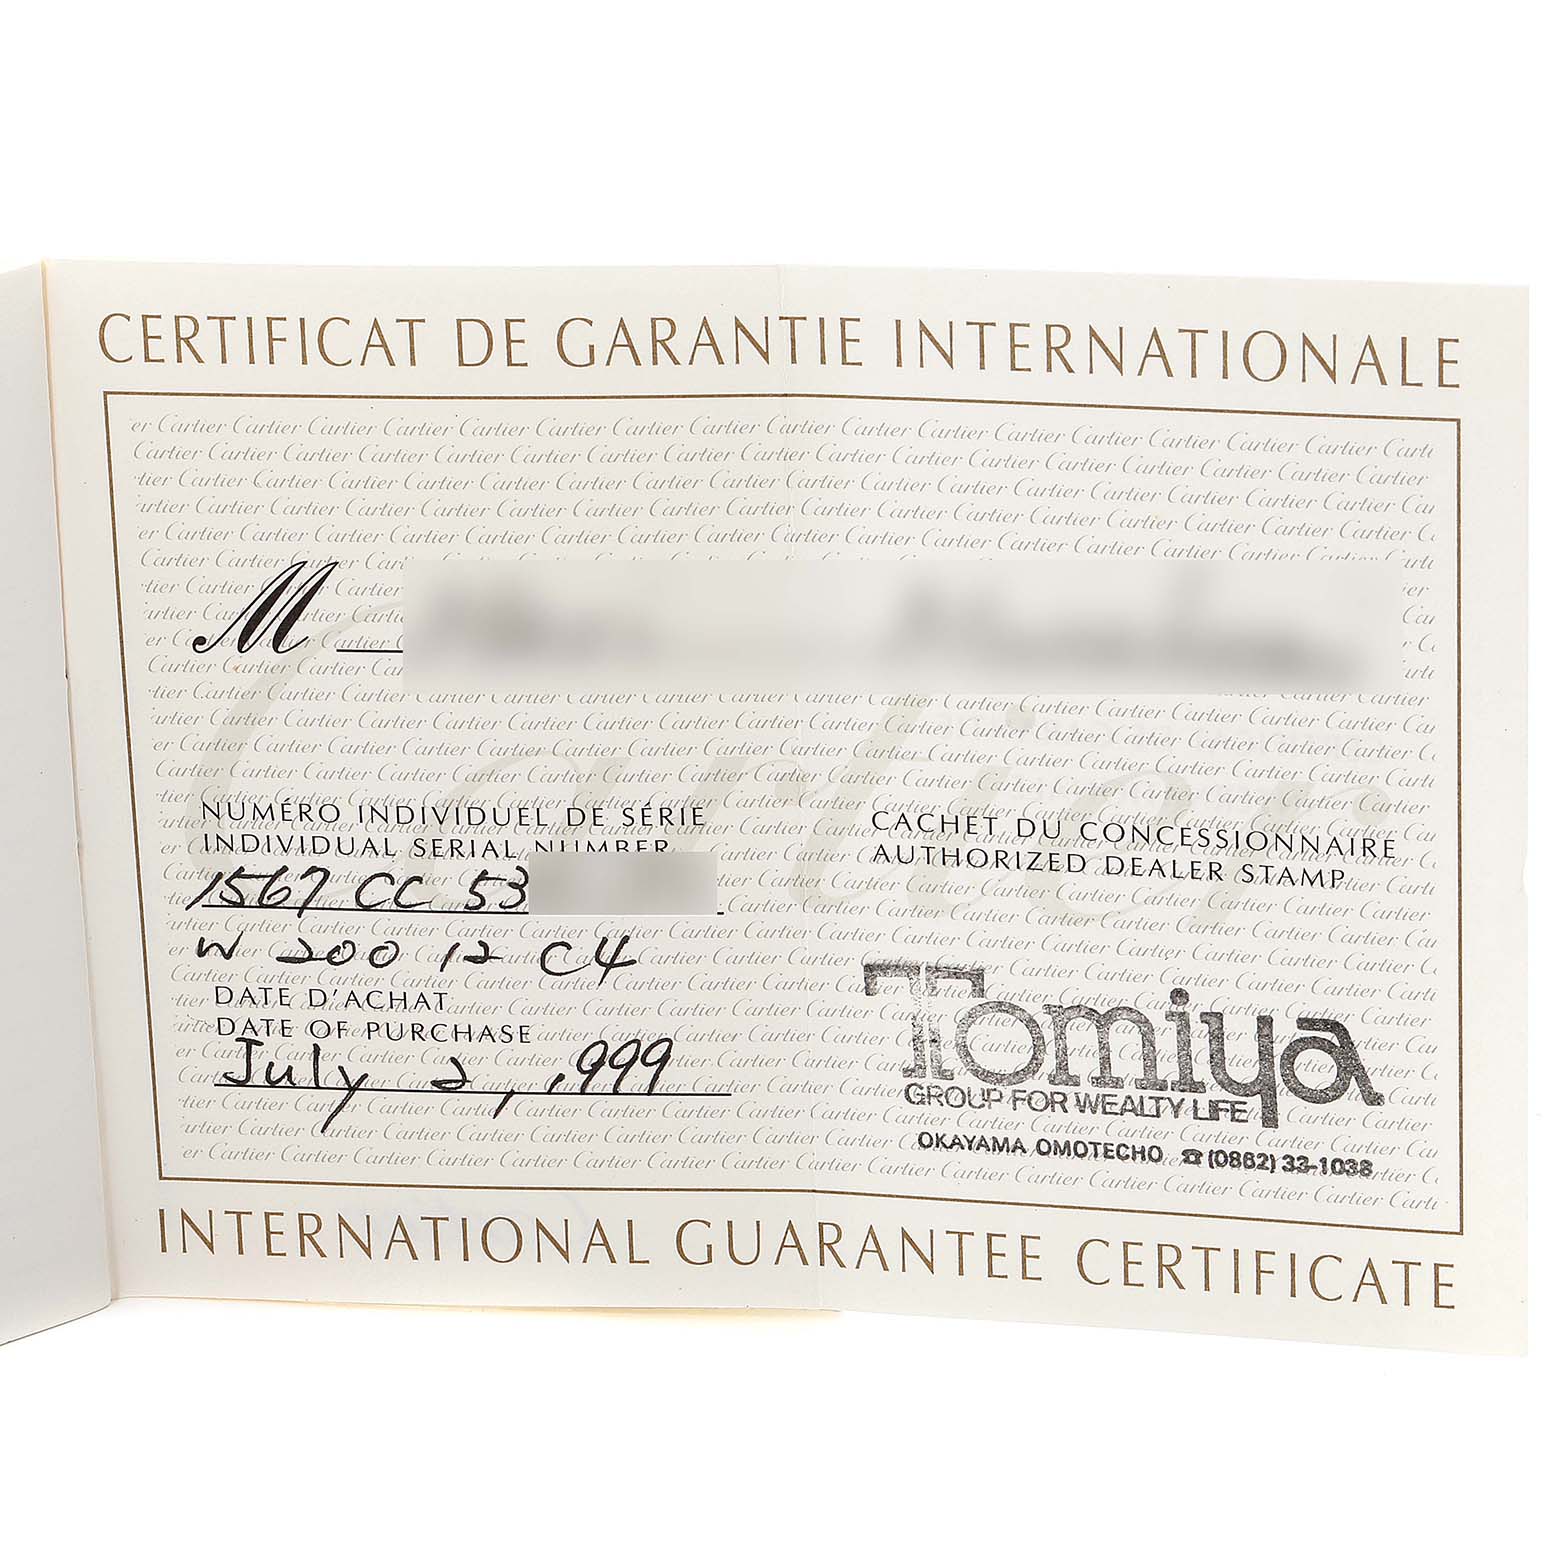 CERTIFICAT DE GARANTIE INTERNATIONALE
M
NUMÉRO INDIVIDUEL DE SÉRIE
INDIVIDUAL SERIAL NUMBER
1567 CC 53
W 200 12 C4
DATE D'ACHAT
DATE OF PURCHASE
July 2, 1999
CACHET DU CONCESSIONNAIRE
AUTHORIZED DEALER STAMP
Tomiya
GROUP FOR WEALTY LIFE
OKAYAMA OMOTECHO ☎ (0862) 33-1038
INTERNATIONAL GUARANTEE CERTIFICATE